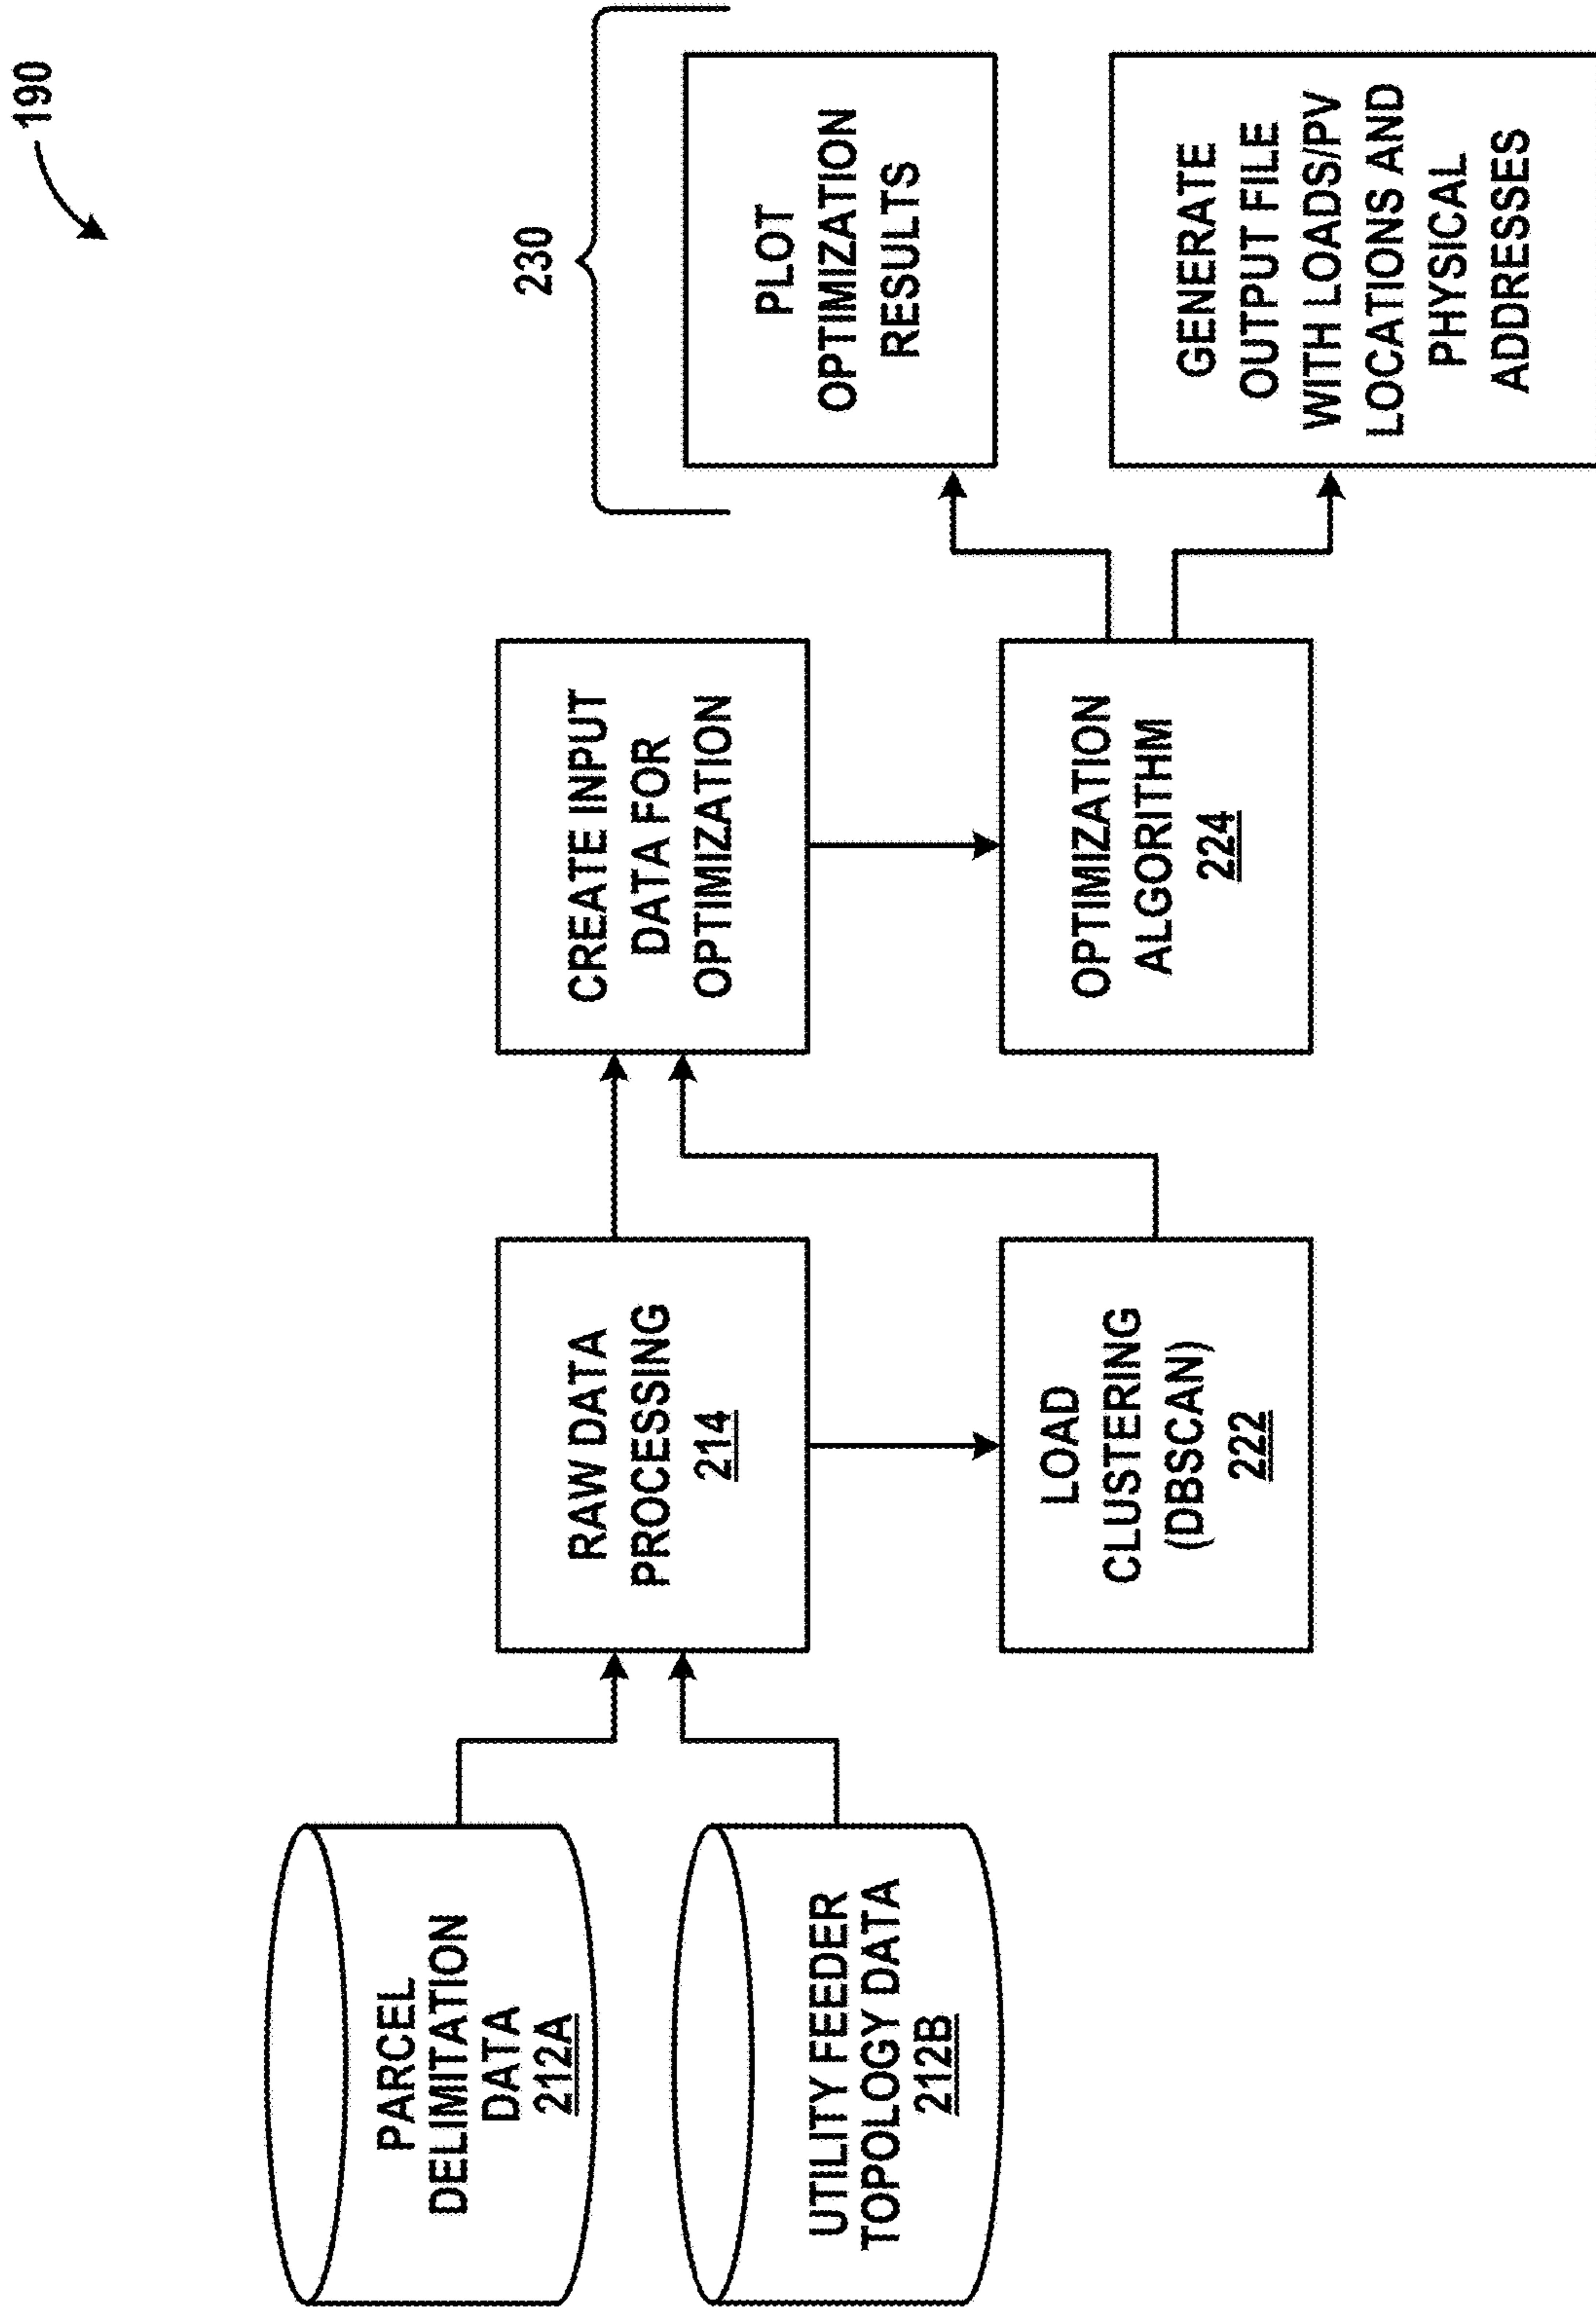 190
PARCEL
DELIMITATION
DATA
212A
UTILITY FEEDER
TOPOLOGY DATA
212B
RAW DATA
PROCESSING
214
LOAD
CLUSTERING
(DBSCAN)
222
CREATE INPUT
DATA FOR
OPTIMIZATION
OPTIMIZATION
ALGORITHM
224
230
PLOT
OPTIMIZATION
RESULTS
GENERATE
OUTPUT FILE
WITH LOADS/PV
LOCATIONS AND
PHYSICAL
ADDRESSES